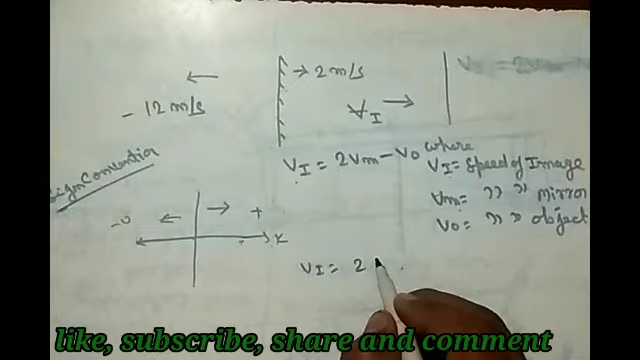 → 2 m/s
←
- 12 m/s
V_I →
V_I = 2Vm - Vo where
V_I = Speed of Image
Vm = " " mirror
Vo = " " object
Sign Convention
- ← → +
X
V_I = 2
like, subscribe, share and comment